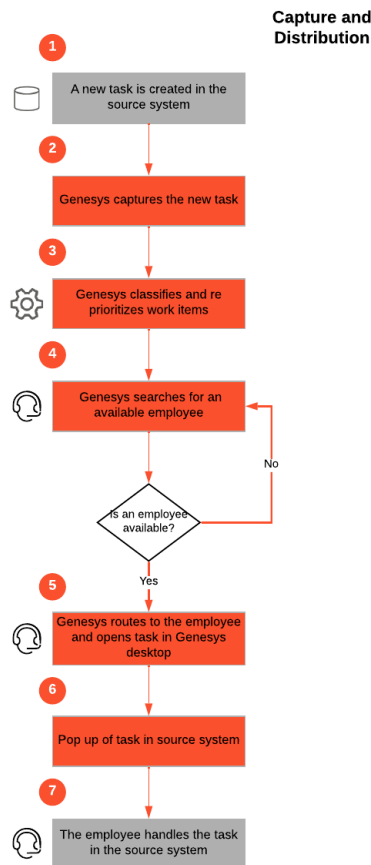 Capture and
Distribution
1
A new task is created in the
source system
2
Genesys captures the new task
3
Genesys classifies and re
prioritizes work items
4
Genesys searches for an
available employee
No
Is an employee
available?
Yes
5
Genesys routes to the employee
and opens task in Genesys
desktop
6
Pop up of task in source system
7
The employee handles the task
in the source system